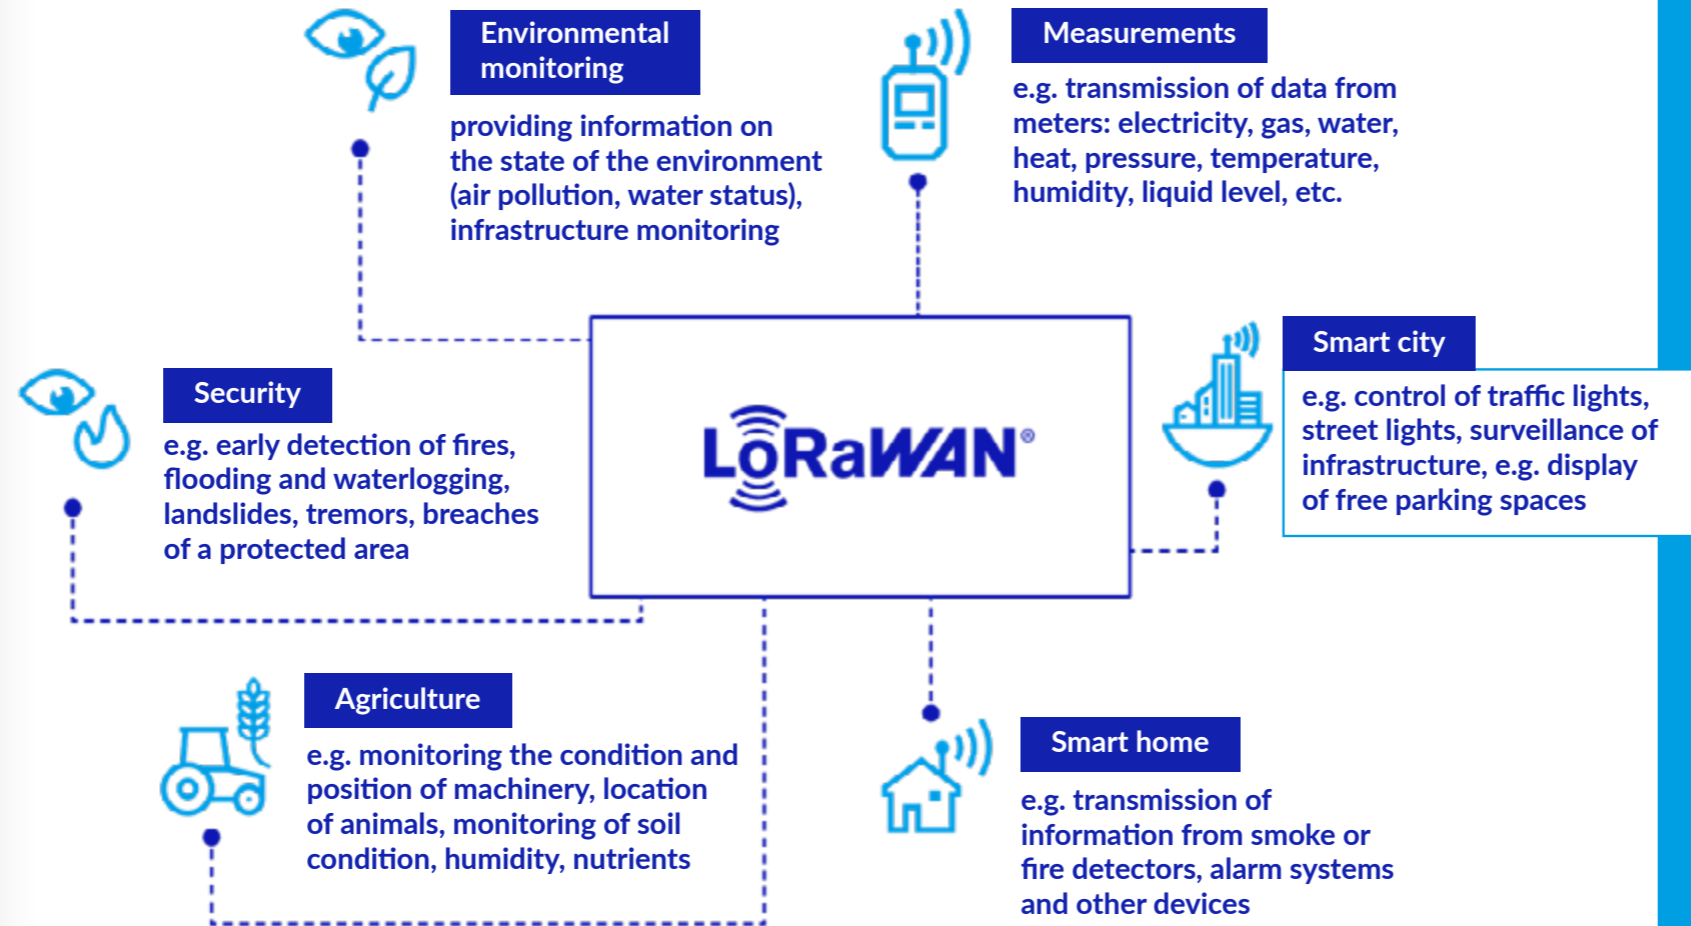 Environmental
monitoring
providing information on
the state of the environment
(air pollution, water status),
infrastructure monitoring
Measurements
e.g. transmission of data from
meters: electricity, gas, water,
heat, pressure, temperature,
humidity, liquid level, etc.
Security
e.g. early detection of fires,
flooding and waterlogging,
landslides, tremors, breaches
of a protected area
LoRaWAN®
Smart city
e.g. control of traffic lights,
street lights, surveillance of
infrastructure, e.g. display
of free parking spaces
Agriculture
e.g. monitoring the condition and
position of machinery, location
of animals, monitoring of soil
condition, humidity, nutrients
Smart home
e.g. transmission of
information from smoke or
fire detectors, alarm systems
and other devices